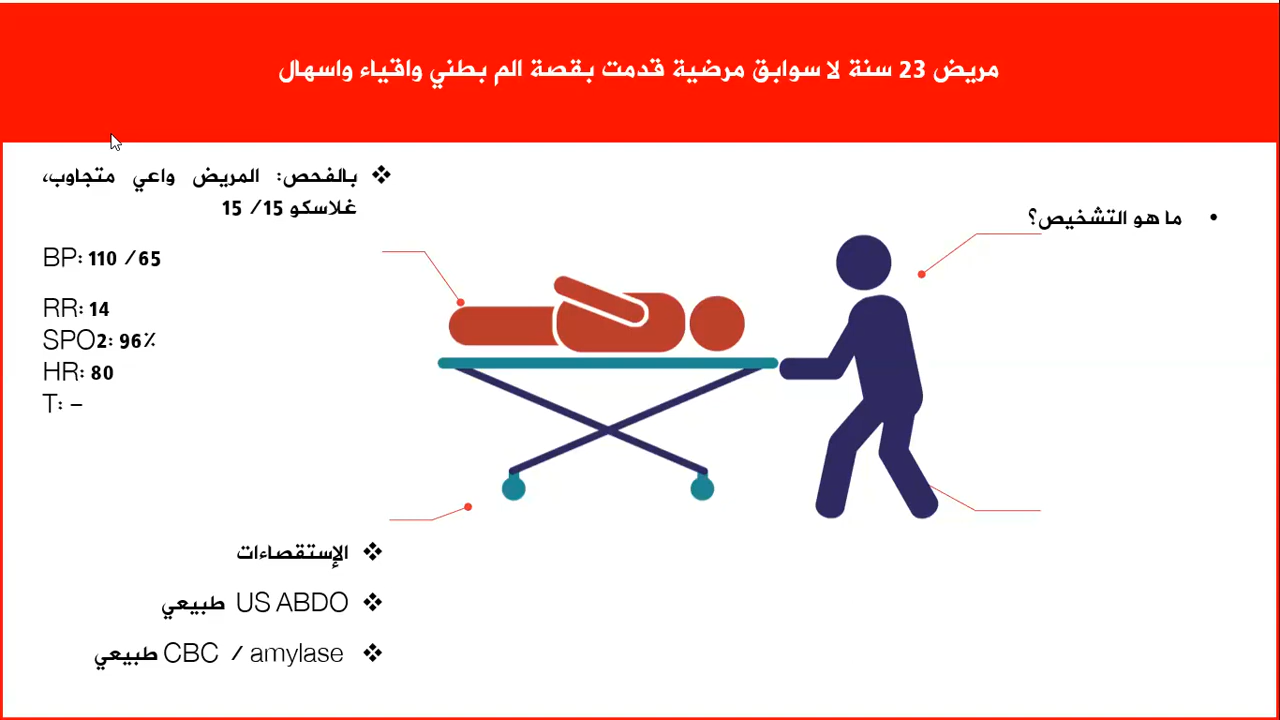 مريض 23 سنة لا سوابق مرضية قدمت بقصة الم بطني واقياء واسهال
• ما هو التشخيص؟
❖ بالفحص: المريض واعي متجاوب،
غلاسكو 15/ 15
BP: 110 /65
RR: 14
SPO2: 96٪
HR: 80
T: –
❖ الإستقصاءات
❖ US ABDO طبيعي
❖ CBC / amylase طبيعي